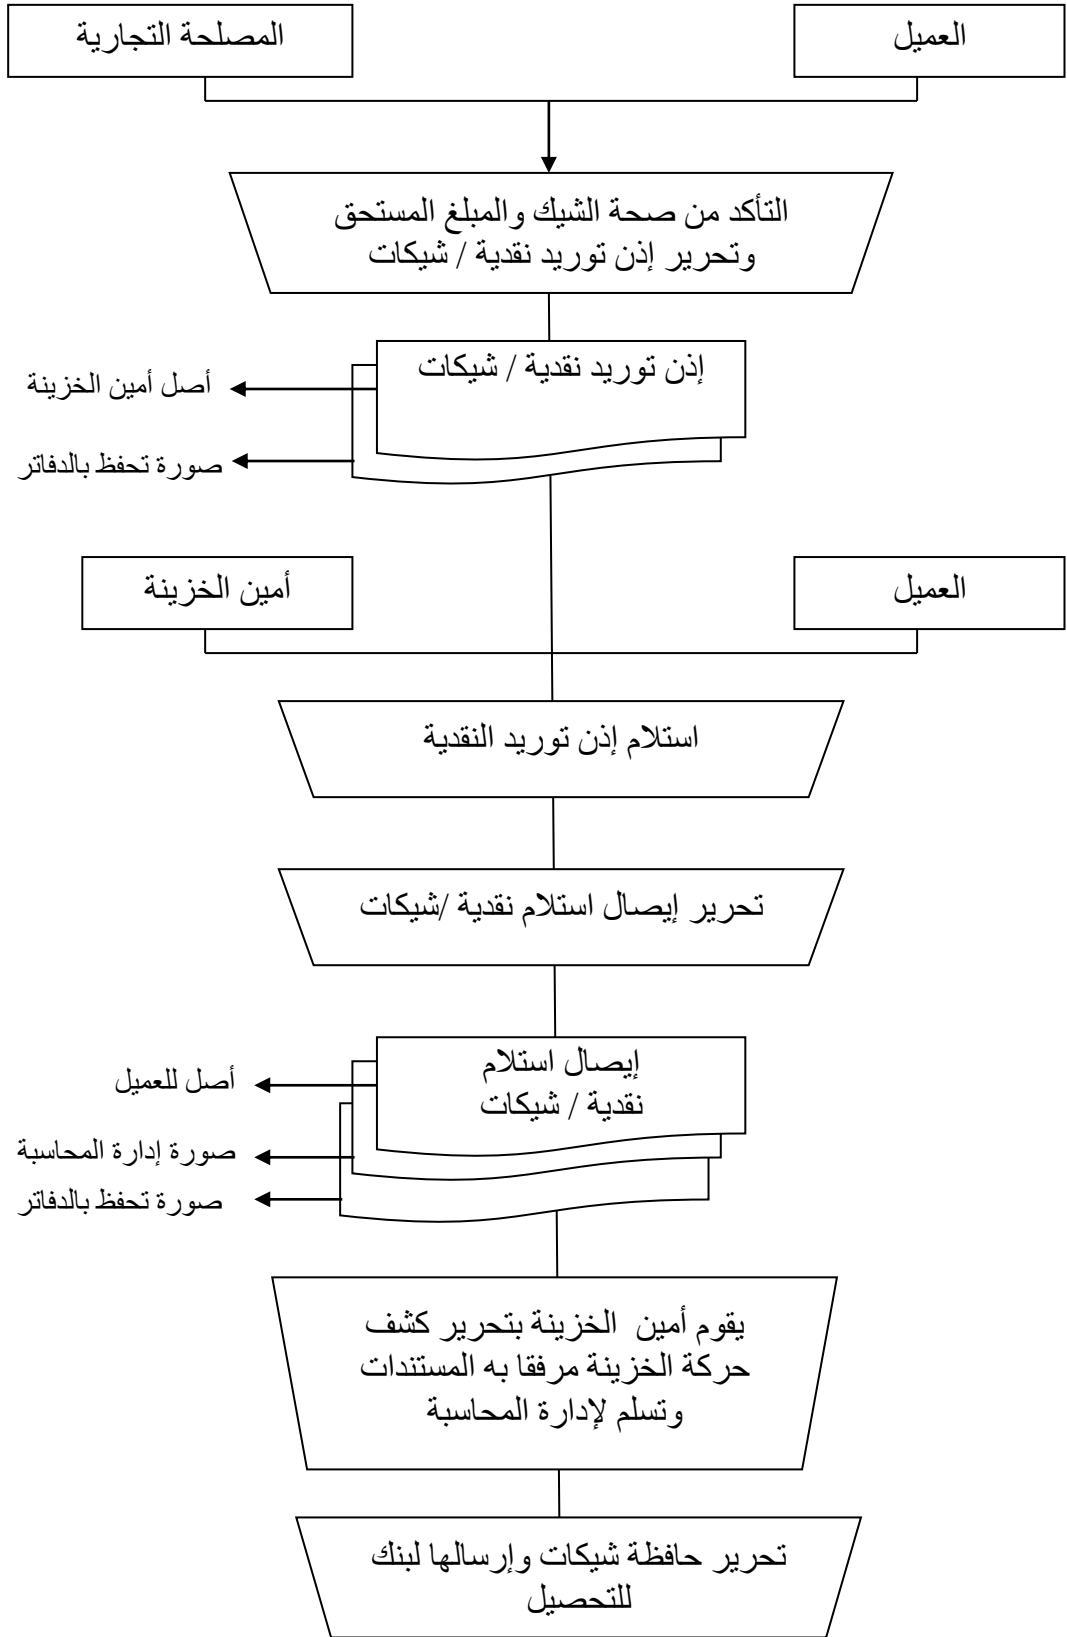 العميل
المصلحة التجارية
التأكد من صحة الشيك والمبلغ المستحق
وتحرير إذن توريد نقدية / شيكات
إذن توريد نقدية / شيكات
أصل أمين الخزينة
صورة تحفظ بالدفاتر
العميل
أمين الخزينة
استلام إذن توريد النقدية
تحرير إيصال استلام نقدية /شيكات
إيصال استلام
نقدية / شيكات
أصل للعميل
صورة إدارة المحاسبة
صورة تحفظ بالدفاتر
يقوم أمين الخزينة بتحرير كشف
حركة الخزينة مرفقا به المستندات
وتسلم لإدارة المحاسبة
تحرير حافظة شيكات وإرسالها لبنك
للتحصيل